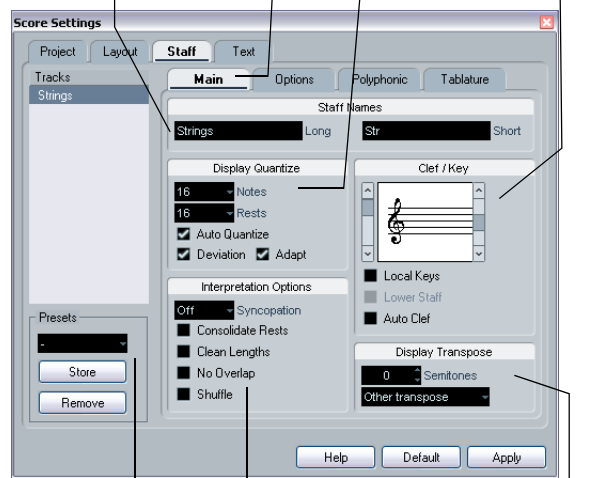 Score Settings
Project Layout Staff Text
Tracks
Strings
Main Options Polyphonic Tablature
Staff Names
Strings Long Str Short
Display Quantize
16 Notes
16 Rests
Auto Quantize
Deviation Adapt
Clef / Key
Local Keys
Lower Staff
Auto Clef
Interpretation Options
Off Syncopation
Consolidate Rests
Clean Lengths
No Overlap
Shuffle
Display Transpose
0 Semitones
Other transpose
Presets
-
Store
Remove
Help Default Apply